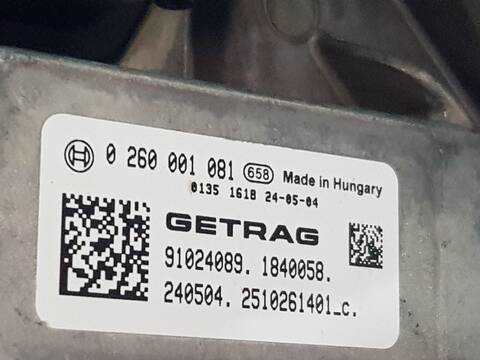 0 260 001 081 658 Made in Hungary
0135 1618 24-05-04
GETRAG
91024089. 1840058.
240504. 2510261401_c.